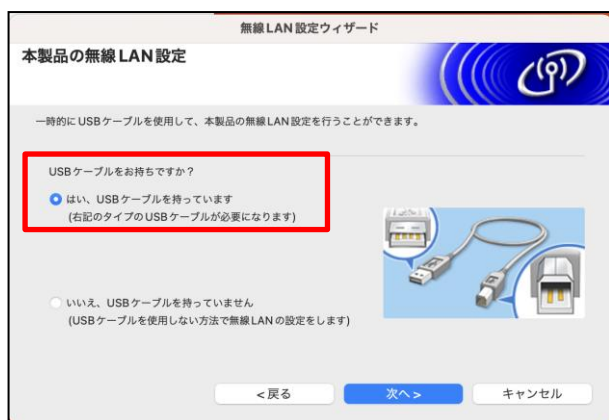 無線LAN設定ウィザード
本製品の無線LAN設定
一時的にUSBケーブルを使用して、本製品の無線LAN設定を行うことができます。
USBケーブルをお持ちですか？
はい、USBケーブルを持っています
(右記のタイプのUSBケーブルが必要になります)
いいえ、USBケーブルを持っていません
(USBケーブルを使用しない方法で無線LANの設定をします)
<戻る
次へ>
キャンセル